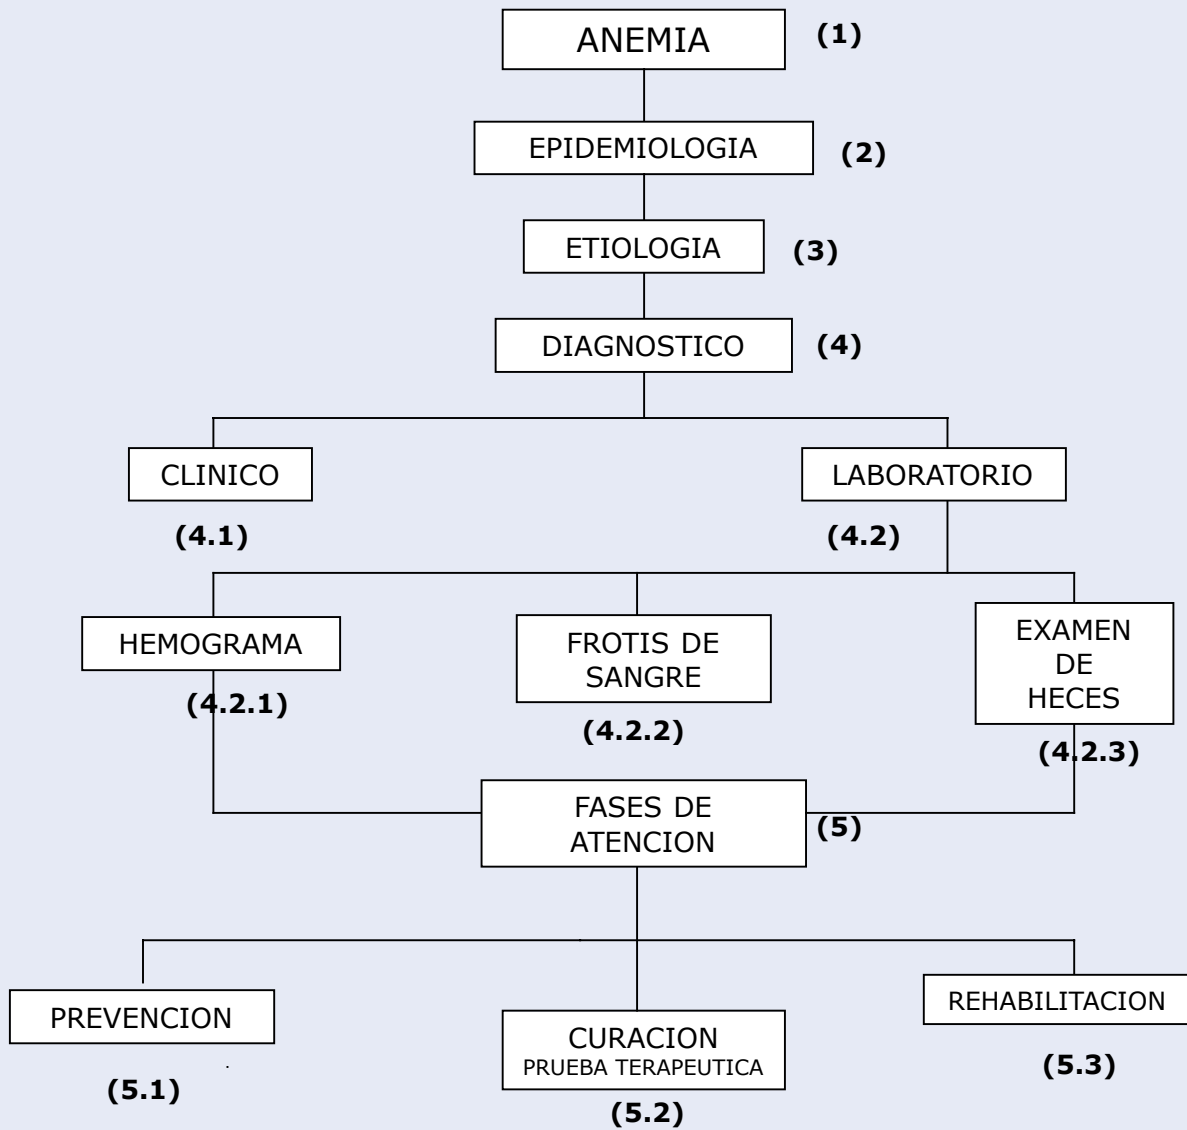 ANEMIA
(1)
EPIDEMIOLOGIA
(2)
ETIOLOGIA
(3)
DIAGNOSTICO
(4)
CLINICO
(4.1)
LABORATORIO
(4.2)
HEMOGRAMA
(4.2.1)
FROTIS DE
SANGRE
(4.2.2)
EXAMEN
DE
HECES
(4.2.3)
FASES DE
ATENCION
(5)
PREVENCION
(5.1)
CURACION
PRUEBA TERAPEUTICA
(5.2)
REHABILITACION
(5.3)